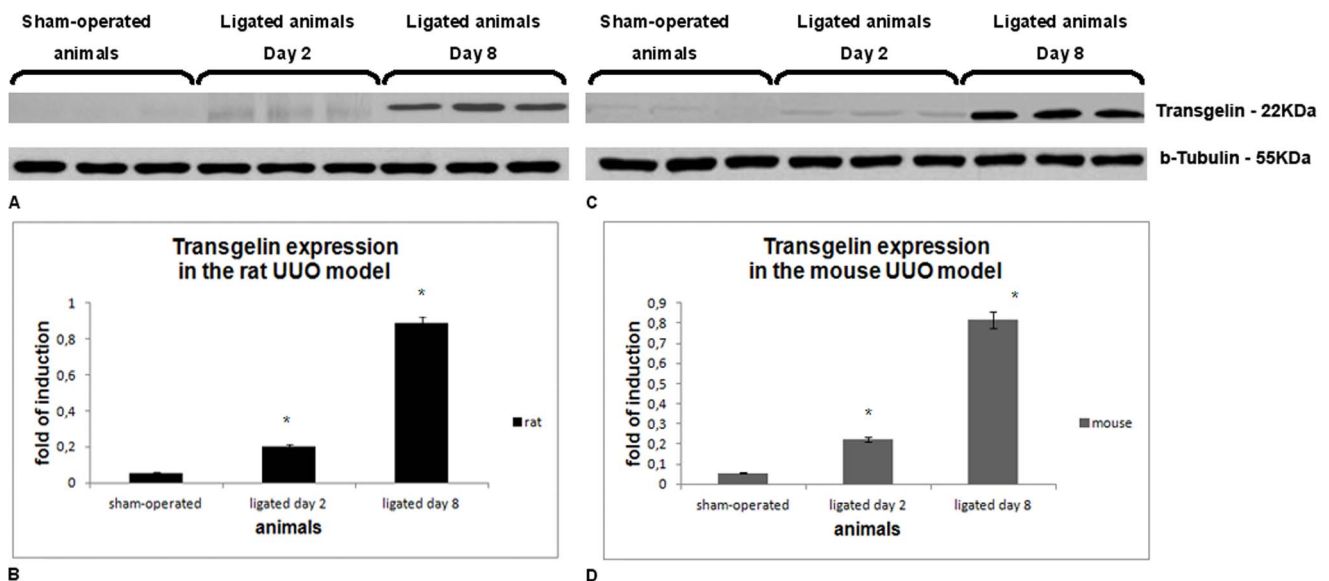 Sham-operated
animals
Ligated animals
Day 2
Ligated animals
Day 8
Sham-operated
animals
Ligated animals
Day 2
Ligated animals
Day 8
Transgelin - 22KDa
b-Tubulin - 55KDa
A
C
Transgelin expression
in the rat UUO model
fold of induction
1
0,8
0,6
0,4
0,2
0
*
*
sham-operated
ligated day 2
ligated day 8
animals
rat
B
Transgelin expression
in the mouse UUO model
fold of induction
0,9
0,8
0,7
0,6
0,5
0,4
0,3
0,2
0,1
0
*
*
sham-operated
ligated day 2
ligated day 8
animals
mouse
D